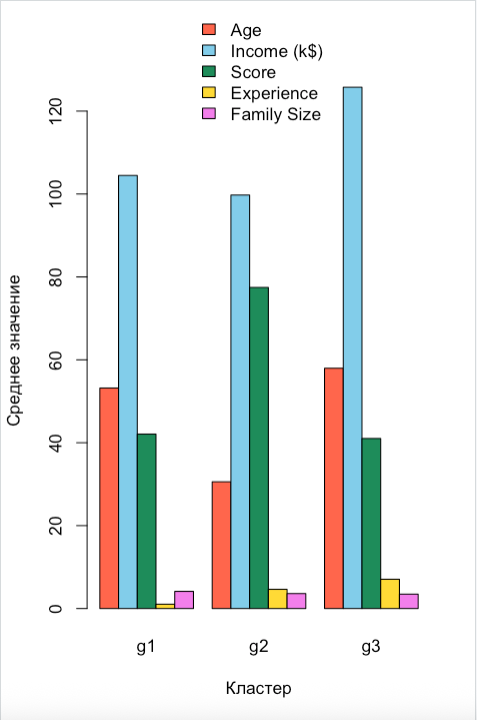 Age
Income (k$)
Score
Experience
Family Size
120
100
80
60
40
20
0
Среднее значение
g1 g2 g3
Кластер